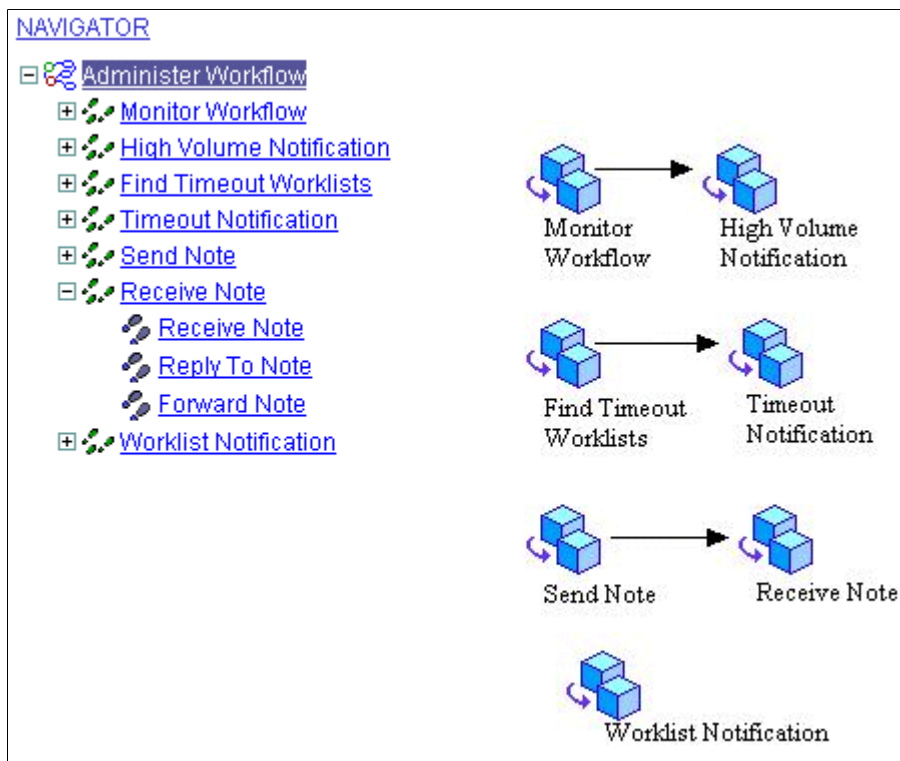 NAVIGATOR
Administer Workflow
Monitor Workflow
High Volume Notification
Find Timeout Worklists
Timeout Notification
Send Note
Receive Note
Receive Note
Reply To Note
Forward Note
Worklist Notification
Monitor
Workflow
High Volume
Notification
Find Timeout
Worklists
Timeout
Notification
Send Note
Receive Note
Worklist Notification